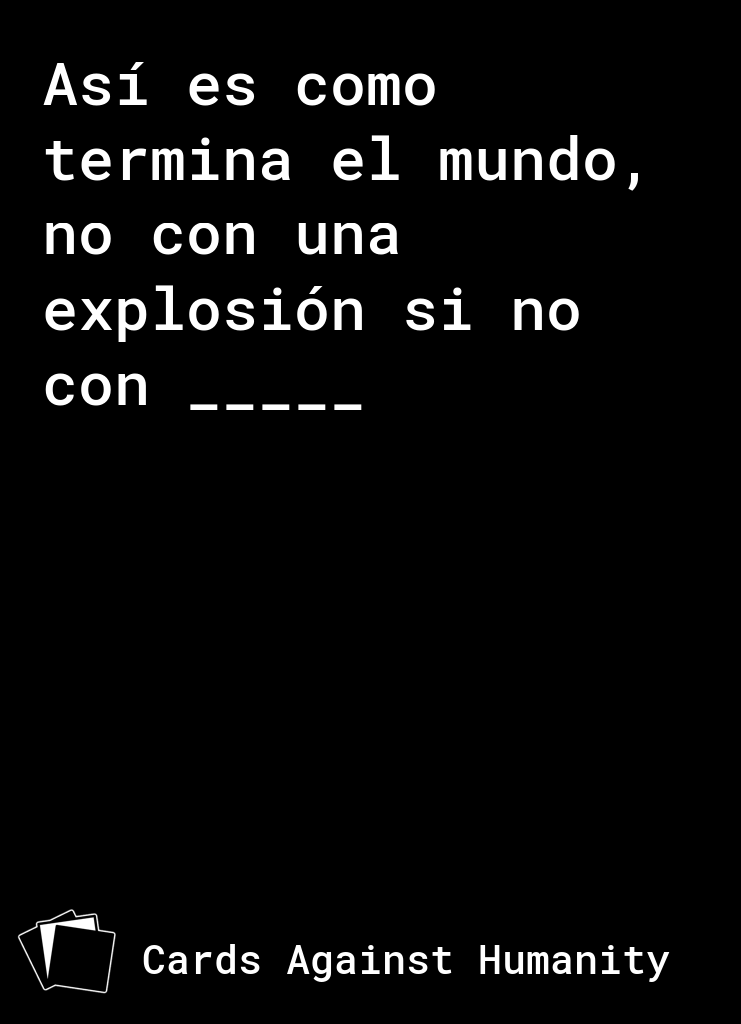 Así es como
termina el mundo,
no con una
explosión si no
con _____
Cards Against Humanity